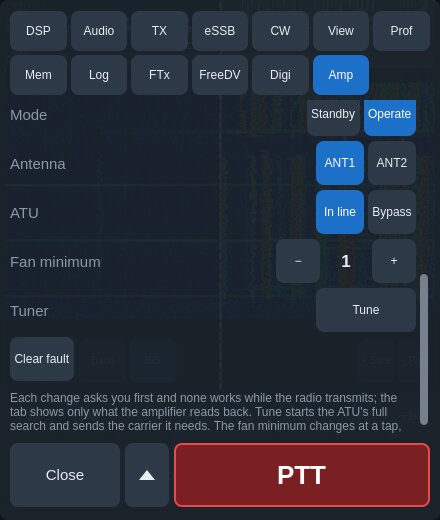 DSP Audio TX eSSB CW View Prof
Mem Log FTx FreeDV Digi Amp
Mode Standby Operate
Antenna ANT1 ANT2
ATU In line Bypass
Fan minimum − 1 +
Tuner Tune
Clear fault
Each change asks you first and none works while the radio transmits; the
tab shows only what the amplifier reads back. Tune starts the ATU's full
search and sends the carrier it needs. The fan minimum changes at a tap,
Close PTT